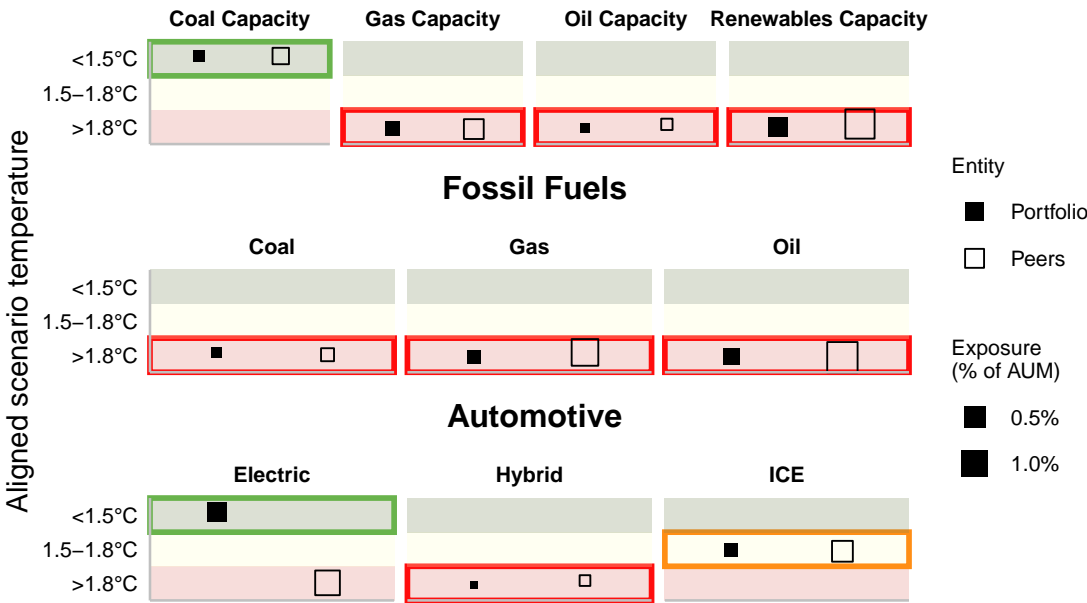 Coal Capacity Gas Capacity Oil Capacity Renewables Capacity
<1.5°C
1.5–1.8°C
>1.8°C
Aligned scenario temperature
Fossil Fuels
Coal Gas Oil
<1.5°C
1.5–1.8°C
>1.8°C
Automotive
Electric Hybrid ICE
<1.5°C
1.5–1.8°C
>1.8°C
Entity
Portfolio
Peers
Exposure
(% of AUM)
0.5%
1.0%